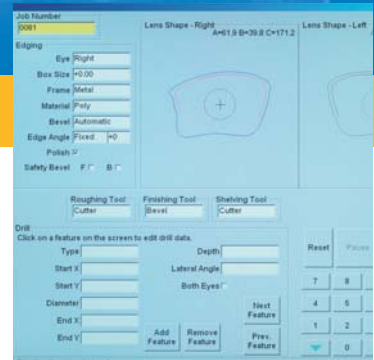 Job Number
0081
Lens Shape - Right
A=61.9 B=39.8 C=171.2
Lens Shape - Left
Edging
Eye Right
Box Size +0.00
Frame Metal
Material Poly
Bevel Automatic
Edge Angle Fixed +0
Polish
Safety Bevel F B
Roughing Tool
Cutter
Finishing Tool
Bevel
Shelving Tool
Cutter
Drill
Click on a feature on the screen to edit drill data.
Type
Depth
Start X
Lateral Angle
Start Y
Both Eyes
Diameter
End X
End Y
Add Feature
Remove Feature
Next Feature
Prev. Feature
Reset
Pause
7 8
4 5
1 2
0